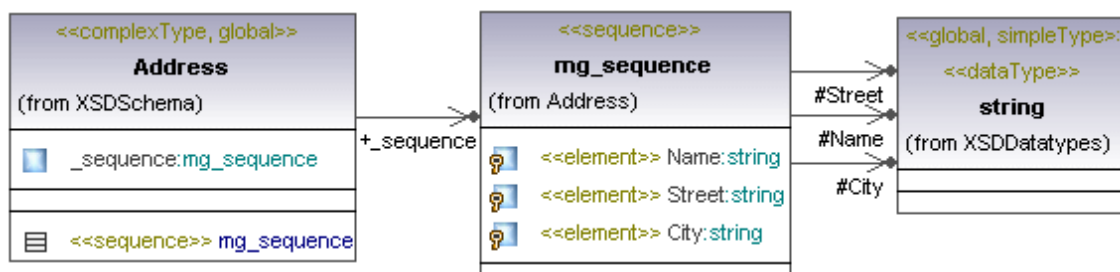 <<complexType, global>>
Address
(from XSDSchema)
_sequence:mg_sequence
<<sequence>> mg_sequence
+_sequence
<<sequence>>
mg_sequence
(from Address)
<<element>> Name:string
<<element>> Street:string
<<element>> City:string
#Street
#Name
#City
<<global, simpleType>>
<<dataType>>
string
(from XSDDatatypes)